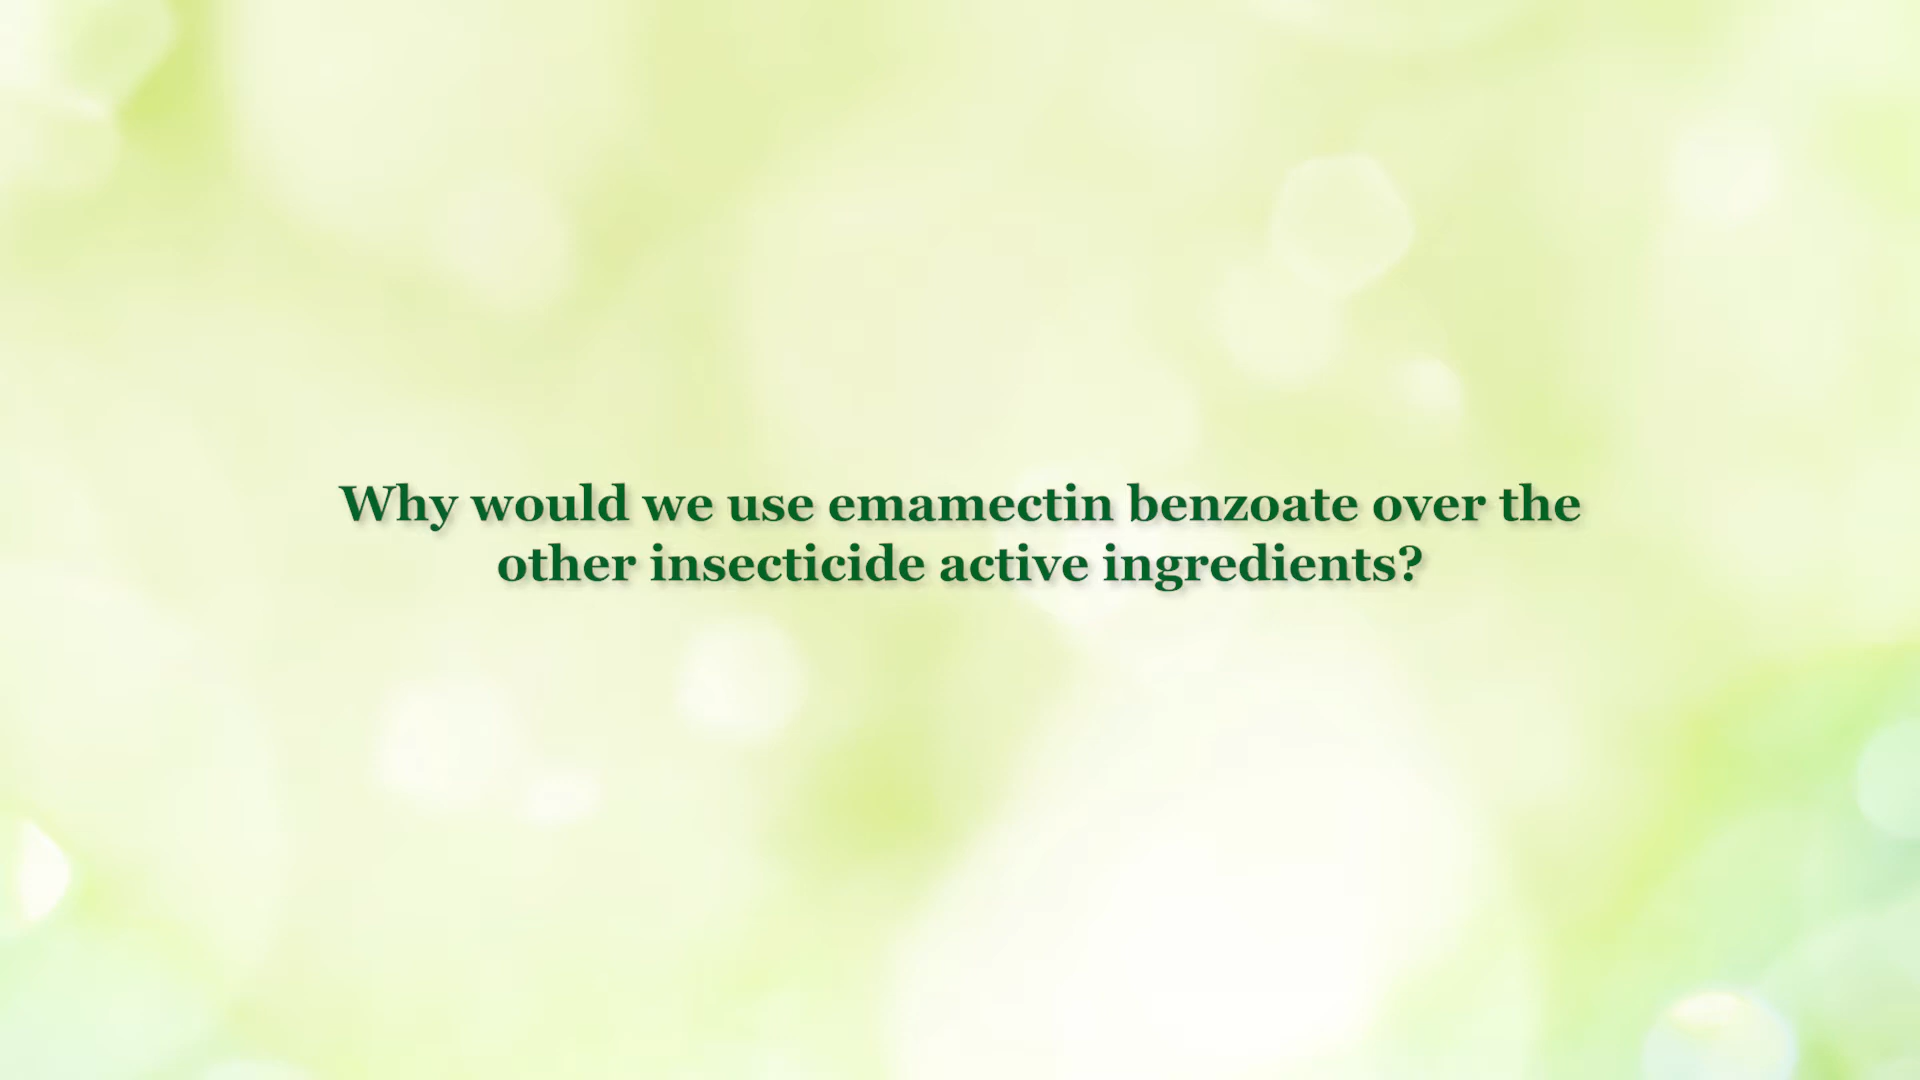 Why would we use emamectin benzoate over the
other insecticide active ingredients?